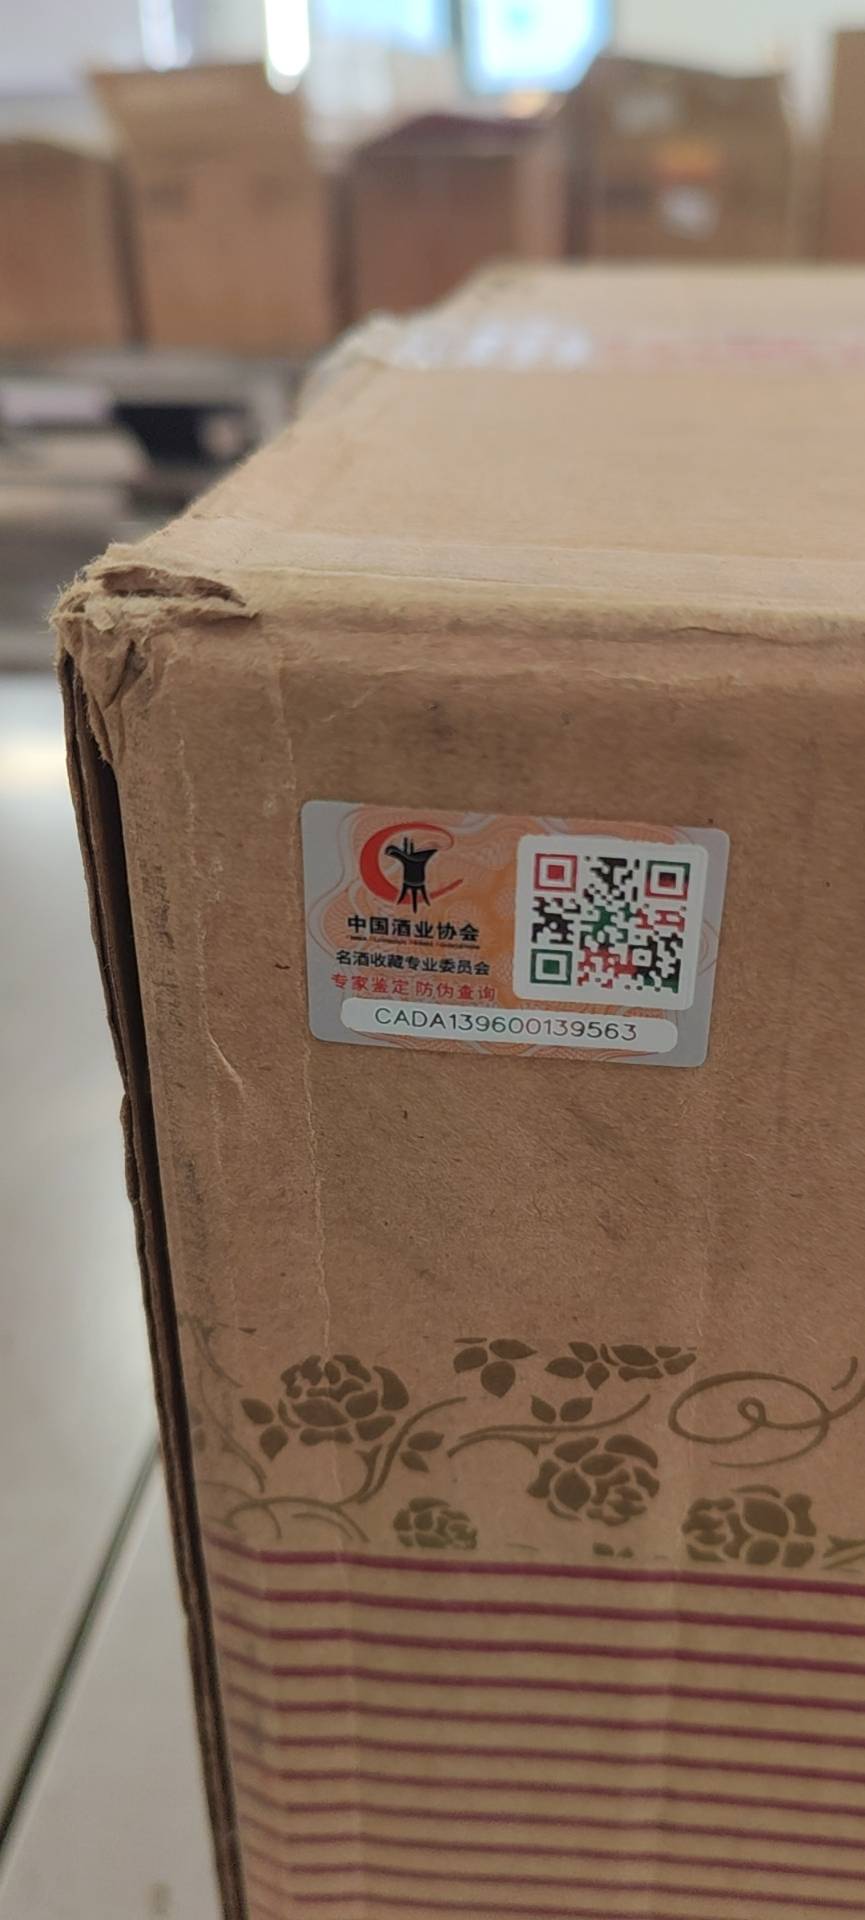 中国酒业协会
名酒收藏专业委员会
专家鉴定 防伪查询
CADA139600139563